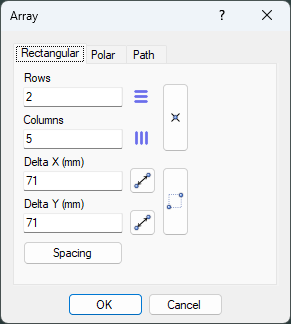 Array ?
Rectangular Polar Path
Rows
2
Columns
5
Delta X (mm)
71
Delta Y (mm)
71
Spacing
OK Cancel